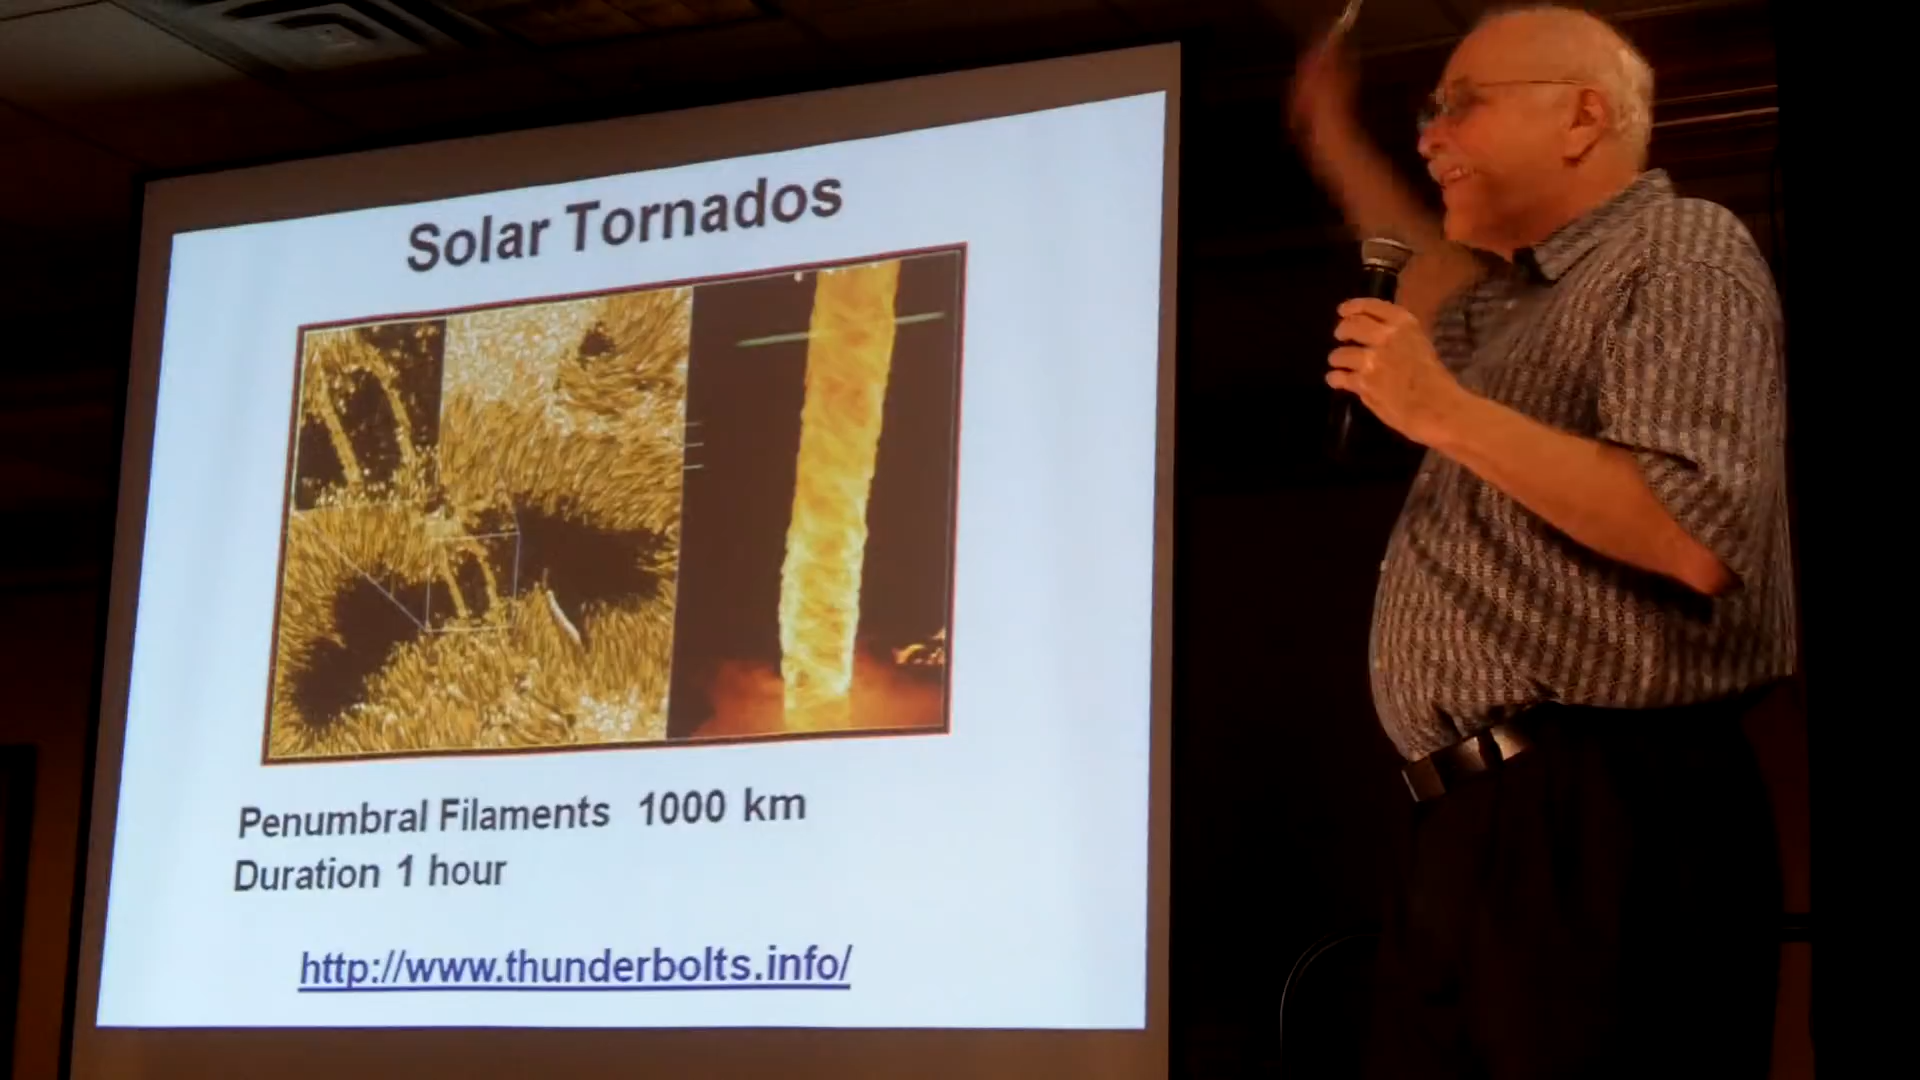 Solar Tornados
Penumbral Filaments 1000 km
Duration 1 hour
http://www.thunderbolts.info/